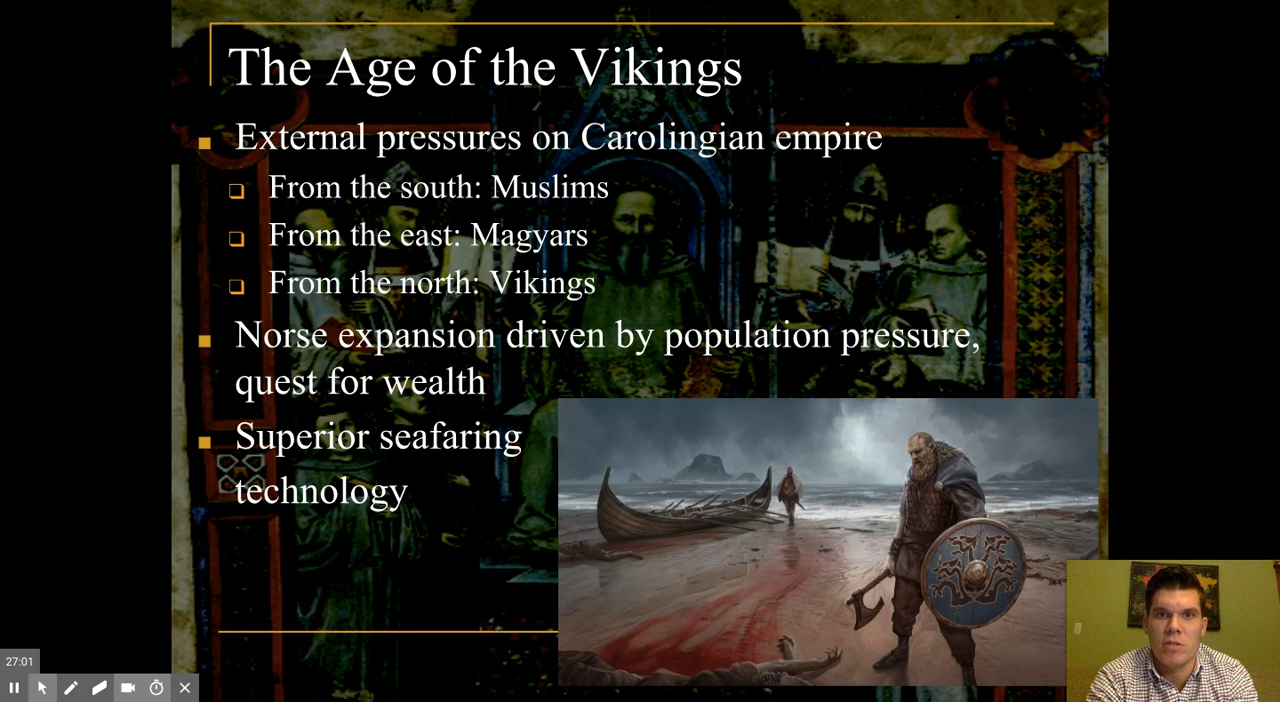 The Age of the Vikings
External pressures on Carolingian empire
From the south: Muslims
From the east: Magyars
From the north: Vikings
Norse expansion driven by population pressure,
quest for wealth
Superior seafaring
technology
27:01